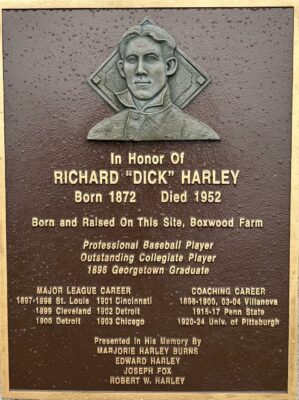 In Honor Of
RICHARD "DICK" HARLEY
Born 1872 Died 1952
Born and Raised On This Site, Boxwood Farm
Professional Baseball Player
Outstanding Collegiate Player
1896 Georgetown Graduate
MAJOR LEAGUE CAREER
1897-1898 St. Louis 1901 Cincinnati
1899 Cleveland 1902 Detroit
1900 Detroit 1903 Chicago
COACHING CAREER
1898-1900, 03-04 Villanova
1915-17 Penn State
1920-24 Univ. of Pittsburgh
Presented In His Memory By
MARJORIE HARLEY BURNS
EDWARD HARLEY
JOSEPH FOX
ROBERT W. HARLEY